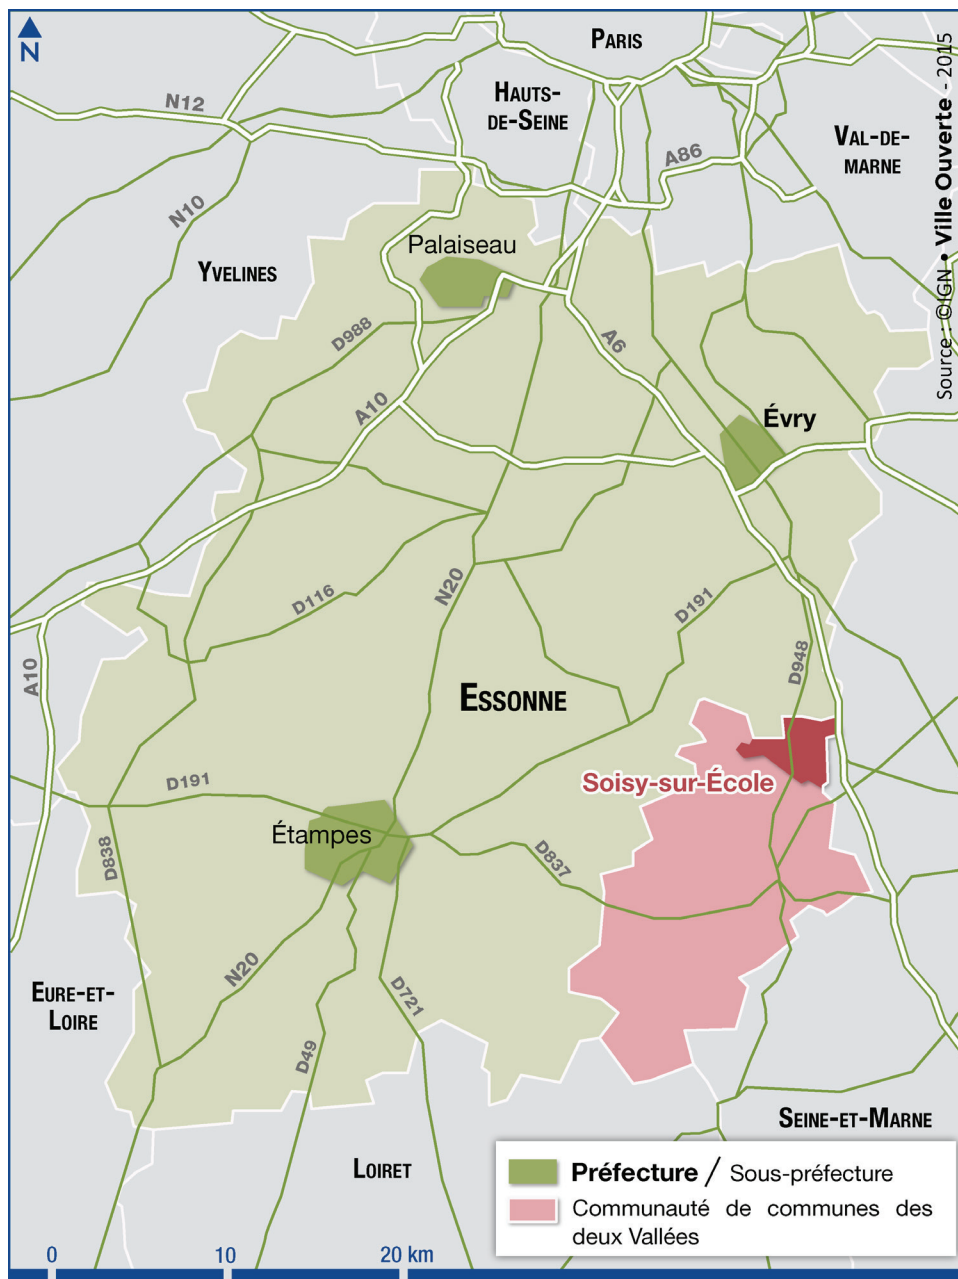 N
PARIS
HAUTS-
DE-SEINE
N12
VAL-DE-
MARNE
A86
N10
Source : ©IGN • Ville Ouverte - 2015
Palaiseau
YVELINES
D988
A6
A10
Évry
D116
N20
D191
A10
D948
ESSONNE
D191
Soisy-sur-École
Étampes
D838
D837
N20
D721
EURE-ET-
LOIRE
D49
SEINE-ET-MARNE
LOIRET
Préfecture / Sous-préfecture
Communauté de communes des
deux Vallées
0 10 20 km